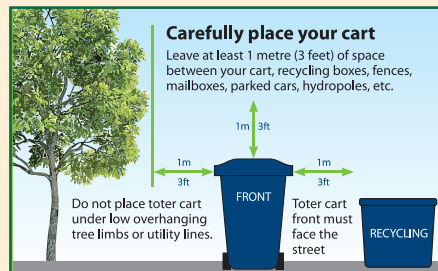 Carefully place your cart
Leave at least 1 metre (3 feet) of space
between your cart, recycling boxes, fences,
mailboxes, parked cars, hydropoles, etc.
1m 3ft
1m
3ft
1m
3ft
Do not place toter cart
under low overhanging
tree limbs or utility lines.
FRONT
Toter cart
front must
face the
street
RECYCLING